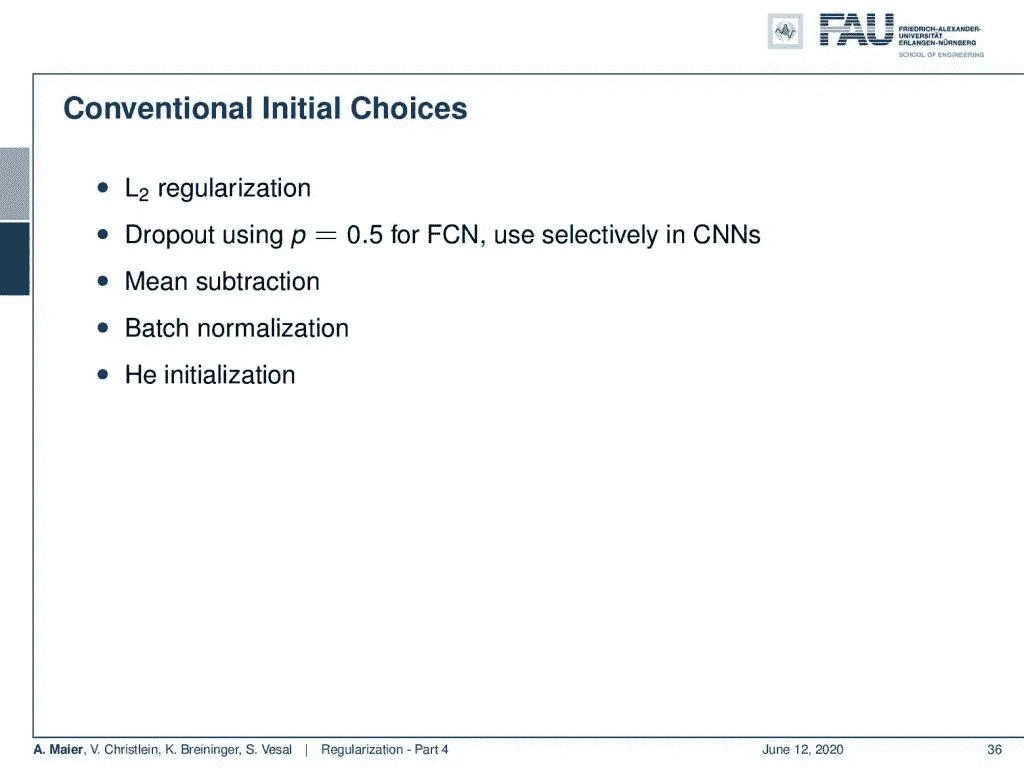 FAU
FRIEDRICH-ALEXANDER-
UNIVERSITÄT
ERLANGEN-NÜRNBERG
SCHOOL OF ENGINEERING
Conventional Initial Choices
• L₂ regularization
• Dropout using p = 0.5 for FCN, use selectively in CNNs
• Mean subtraction
• Batch normalization
• He initialization
A. Maier, V. Christlein, K. Breininger, S. Vesal | Regularization - Part 4 June 12, 2020 36